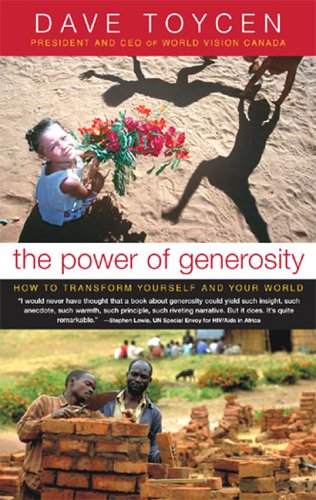 DAVE TOYCEN
PRESIDENT AND CEO OF WORLD VISION CANADA
the power of generosity
HOW TO TRANSFORM YOURSELF AND YOUR WORLD
"I would never have thought that a book about generosity could yield such insight, such
anecdote, such warmth, such principle, such riveting narrative. But it does. It's quite
remarkable." —Stephen Lewis, UN Special Envoy for HIV/Aids in Africa